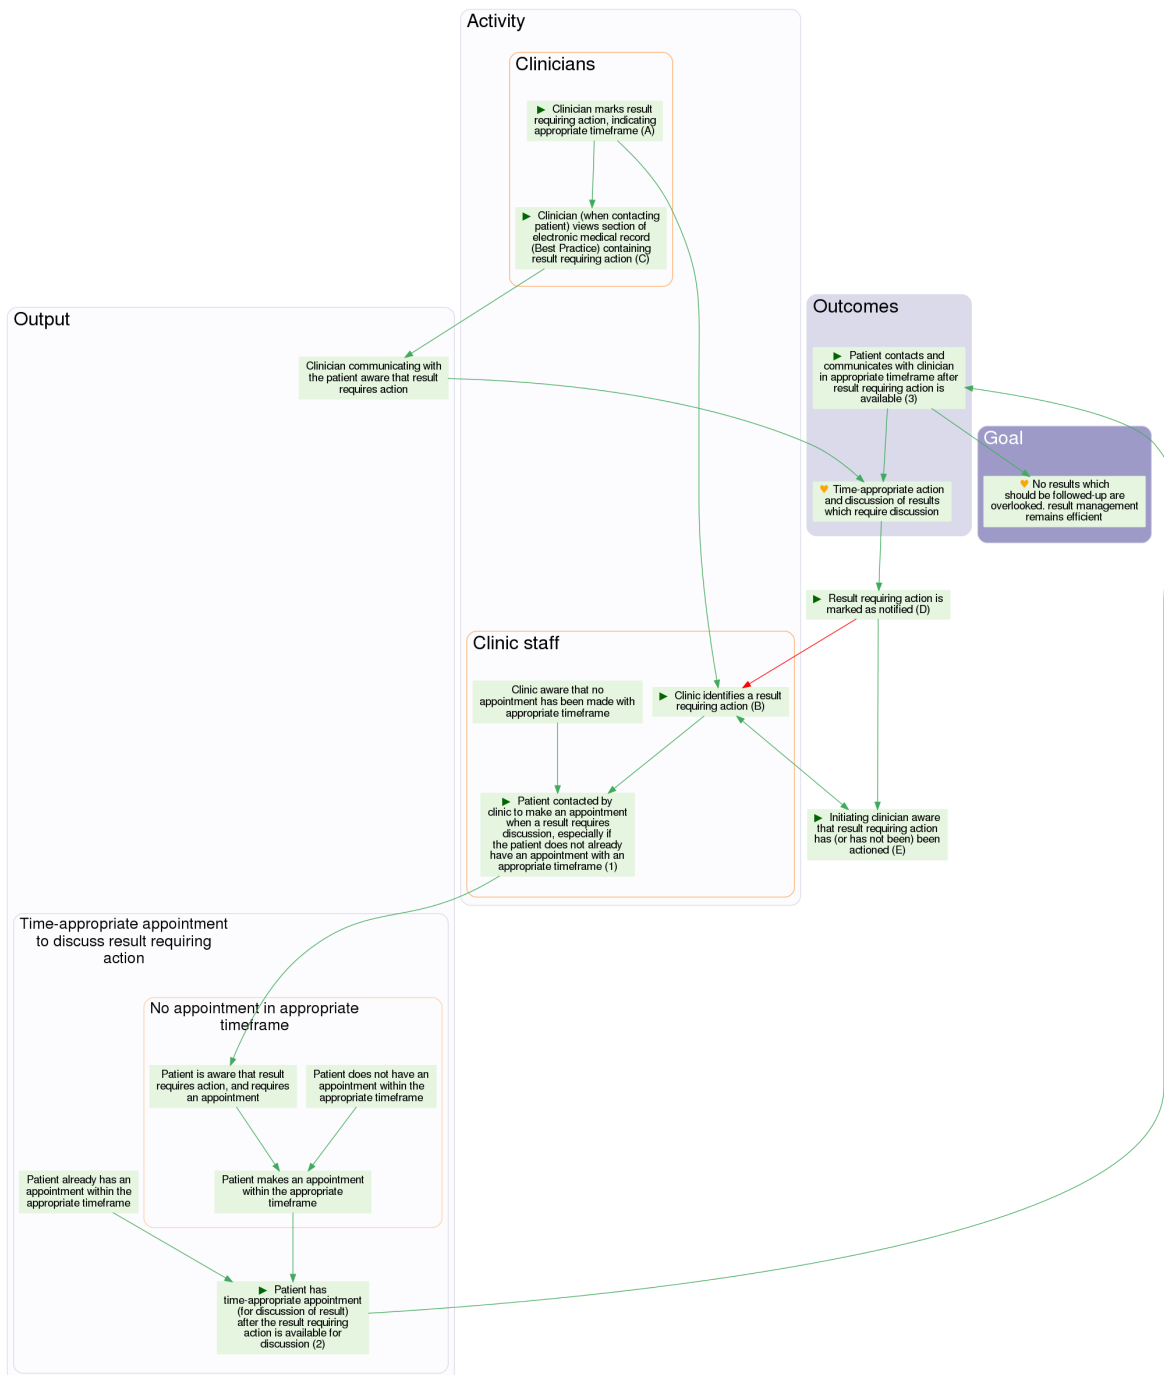 Activity
Clinicians
▶ Clinician marks result
requiring action, indicating
appropriate timeframe (A)
▶ Clinician (when contacting
patient) views section of
electronic medical record
(Best Practice) containing
result requiring action (C)
Output
Clinician communicating with
the patient aware that result
requires action
Outcomes
▶ Patient contacts and
communicates with clinician
in appropriate timeframe after
result requiring action is
available (3)
Goal
♥ No results which
should be followed-up are
overlooked. result management
remains efficient
♥ Time-appropriate action
and discussion of results
which require discussion
▶ Result requiring action is
marked as notified (D)
Clinic staff
Clinic aware that no
appointment has been made with
appropriate timeframe
▶ Clinic identifies a result
requiring action (B)
▶ Patient contacted by
clinic to make an appointment
when a result requires
discussion, especially if
the patient does not already
have an appointment with an
appropriate timeframe (1)
▶ Initiating clinician aware
that result requiring action
has (or has not been) been
actioned (E)
Time-appropriate appointment
to discuss result requiring
action
No appointment in appropriate
timeframe
Patient is aware that result
requires action, and requires
an appointment
Patient does not have an
appointment within the
appropriate timeframe
Patient already has an
appointment within the
appropriate timeframe
Patient makes an appointment
within the appropriate
timeframe
▶ Patient has
time-appropriate appointment
(for discussion of result)
after the result requiring
action is available for
discussion (2)